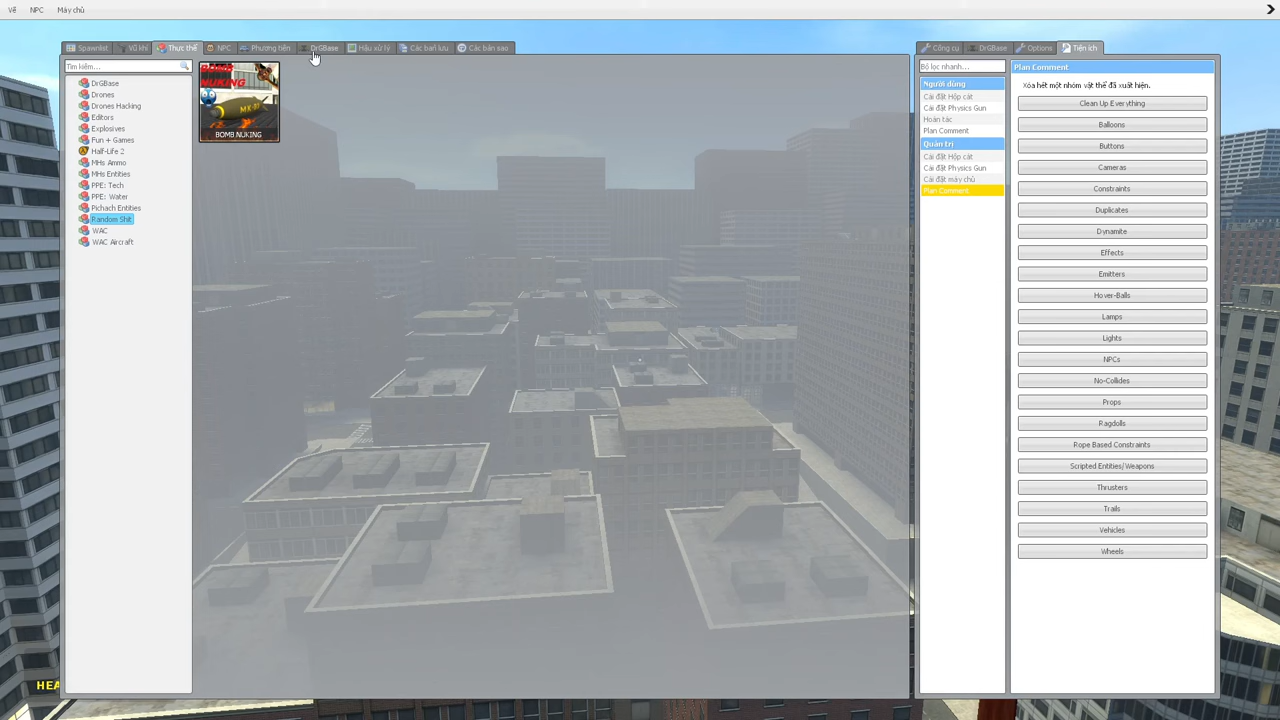 Vẽ NPC Máy chủ
Spawnlist Vũ khí Thực thể NPC Phương tiện DrGBase Hậu xử lý Các bản lưu Các bản sao
Công cụ DrGBase Options Tiện ích
Tìm kiếm...
DrGBase
Drones
Drones Hacking
Editors
Explosives
Fun + Games
Half-Life 2
MHs Ammo
MHs Entities
PPE: Tech
PPE: Water
Pichach Entities
Random Shit
WAC
WAC Aircraft
BOMB
NUKING
MK-81
BOMB NUKING
Bộ lọc nhanh...
Người dùng
Cài đặt Hộp cát
Cài đặt Physics Gun
Hoàn tác
Plan Comment
Quản trị
Cài đặt Hộp cát
Cài đặt Physics Gun
Cài đặt máy chủ
Plan Comment
Plan Comment
Xóa hết một nhóm vật thể đã xuất hiện.
Clean Up Everything
Balloons
Buttons
Cameras
Constraints
Duplicates
Dynamite
Effects
Emitters
Hover-Balls
Lamps
Lights
NPCs
No-Collides
Props
Ragdolls
Rope Based Constraints
Scripted Entities/Weapons
Thrusters
Trails
Vehicles
Wheels
HEA